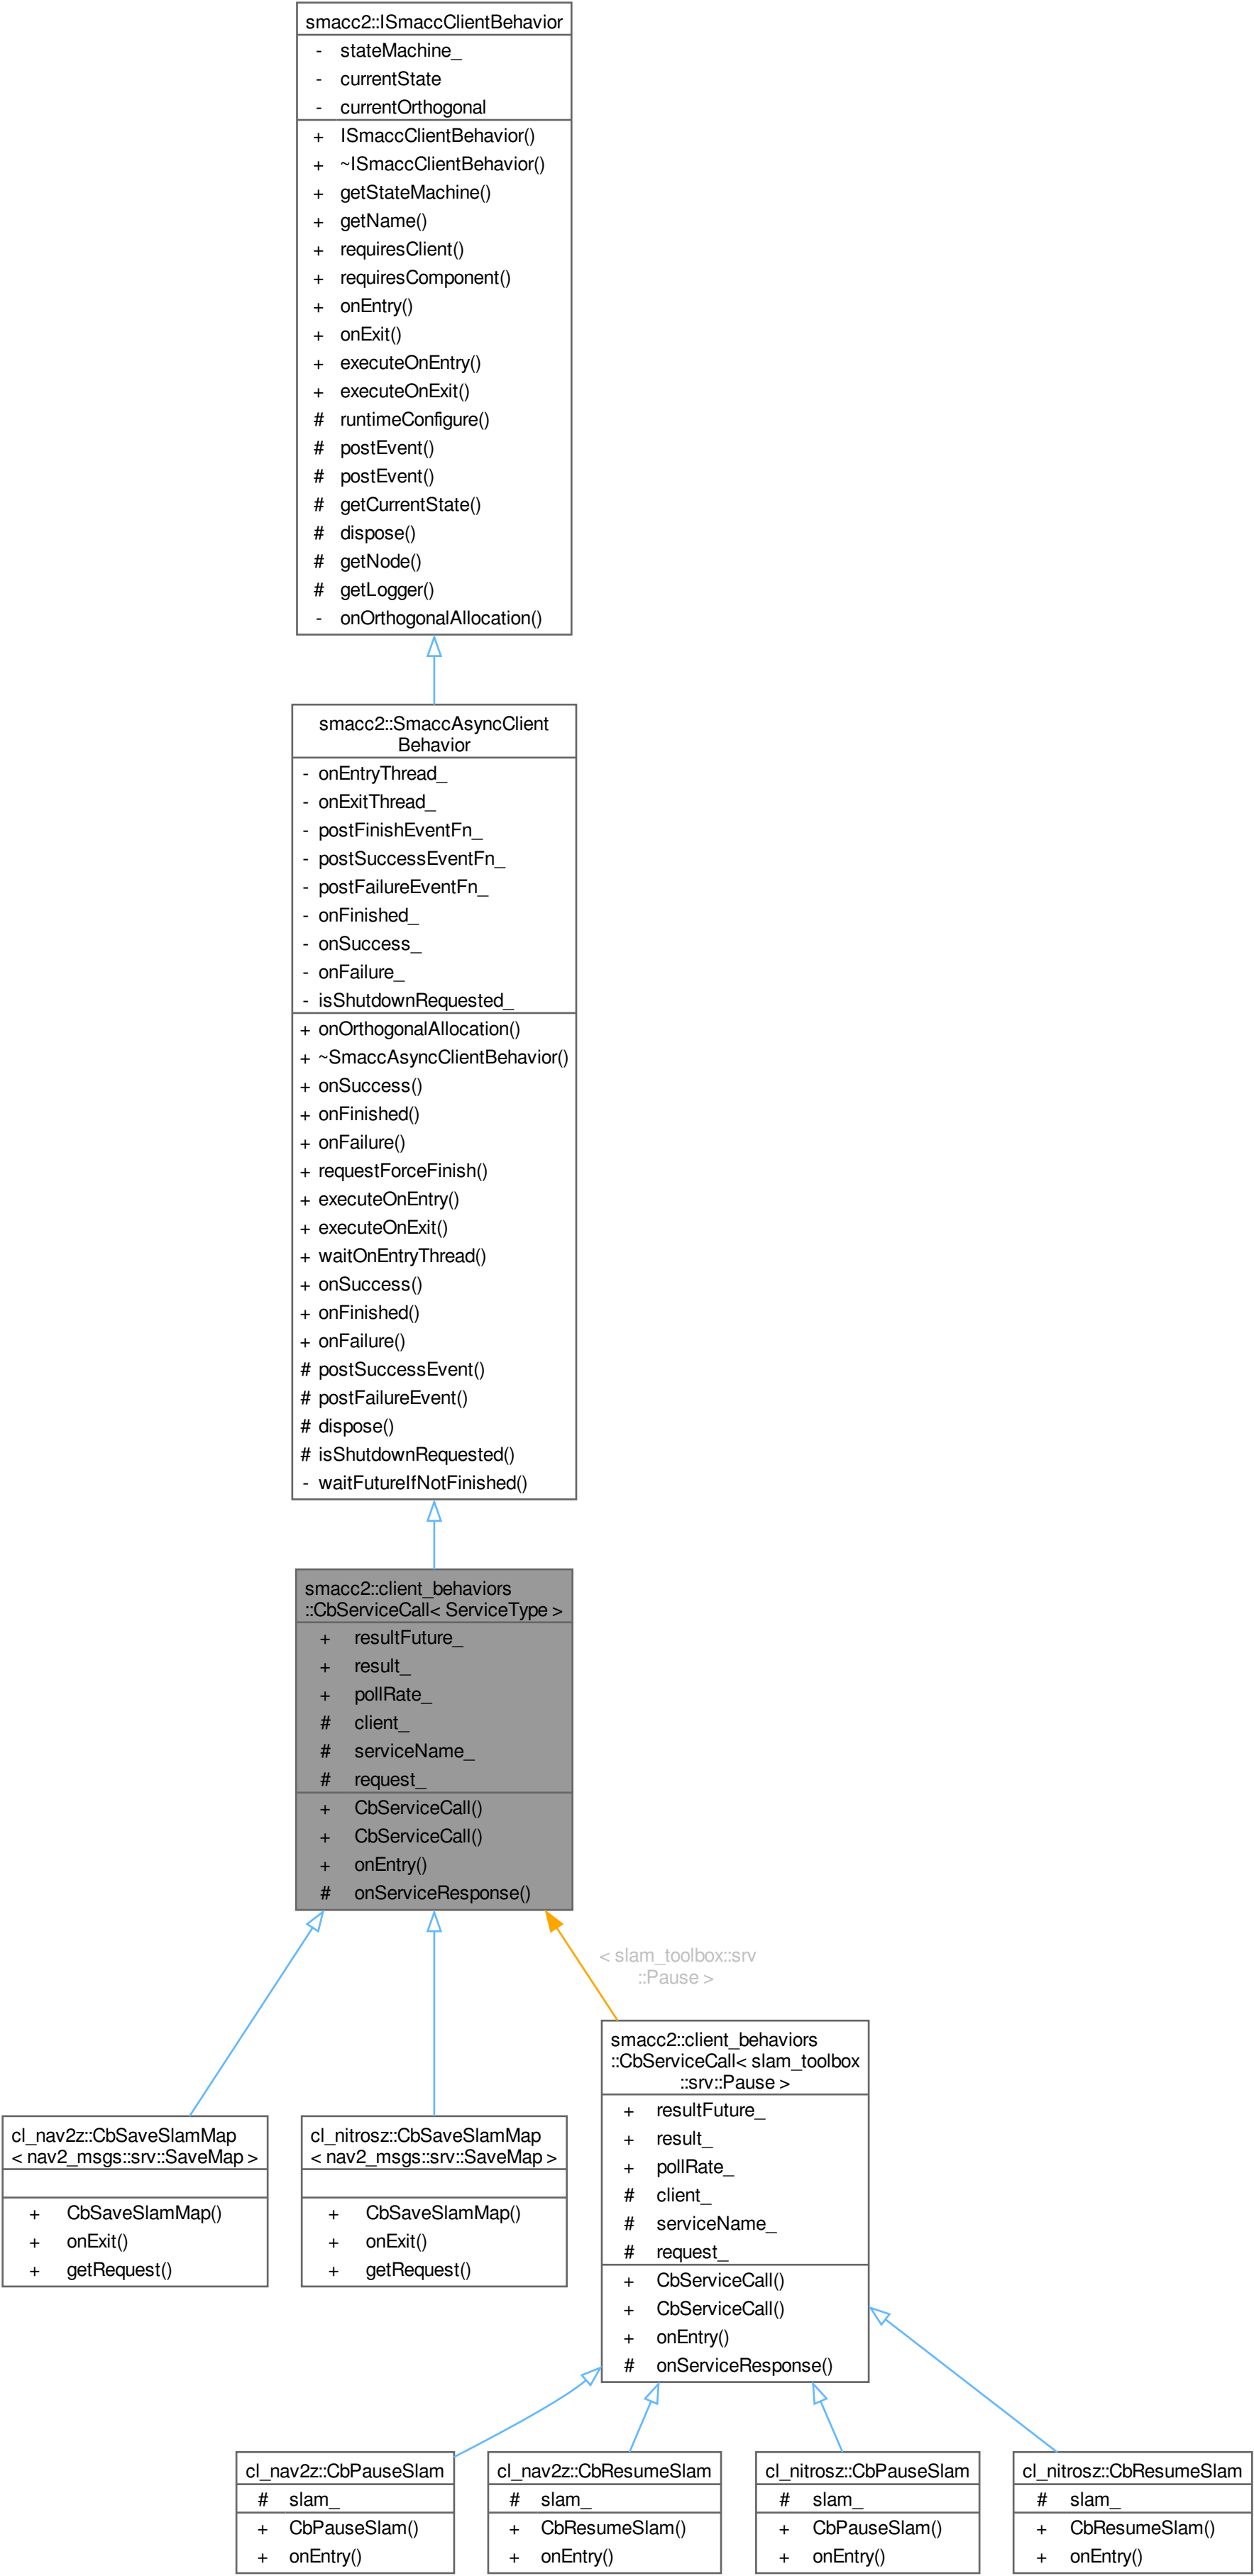 smacc2::ISmaccClientBehavior
- stateMachine_
- currentState
- currentOrthogonal
+ ISmaccClientBehavior()
+ ~ISmaccClientBehavior()
+ getStateMachine()
+ getName()
+ requiresClient()
+ requiresComponent()
+ onEntry()
+ onExit()
+ executeOnEntry()
+ executeOnExit()
# runtimeConfigure()
# postEvent()
# postEvent()
# getCurrentState()
# dispose()
# getNode()
# getLogger()
- onOrthogonalAllocation()
smacc2::SmaccAsyncClient
Behavior
- onEntryThread_
- onExitThread_
- postFinishEventFn_
- postSuccessEventFn_
- postFailureEventFn_
- onFinished_
- onSuccess_
- onFailure_
- isShutdownRequested_
+ onOrthogonalAllocation()
+ ~SmaccAsyncClientBehavior()
+ onSuccess()
+ onFinished()
+ onFailure()
+ requestForceFinish()
+ executeOnEntry()
+ executeOnExit()
+ waitOnEntryThread()
+ onSuccess()
+ onFinished()
+ onFailure()
# postSuccessEvent()
# postFailureEvent()
# dispose()
# isShutdownRequested()
- waitFutureIfNotFinished()
smacc2::client_behaviors
::CbServiceCall< ServiceType >
+ resultFuture_
+ result_
+ pollRate_
# client_
# serviceName_
# request_
+ CbServiceCall()
+ CbServiceCall()
+ onEntry()
# onServiceResponse()
< slam_toolbox::srv
::Pause >
cl_nav2z::CbSaveSlamMap
< nav2_msgs::srv::SaveMap >
+ CbSaveSlamMap()
+ onExit()
+ getRequest()
cl_nitrosz::CbSaveSlamMap
< nav2_msgs::srv::SaveMap >
+ CbSaveSlamMap()
+ onExit()
+ getRequest()
smacc2::client_behaviors
::CbServiceCall< slam_toolbox
::srv::Pause >
+ resultFuture_
+ result_
+ pollRate_
# client_
# serviceName_
# request_
+ CbServiceCall()
+ CbServiceCall()
+ onEntry()
# onServiceResponse()
cl_nav2z::CbPauseSlam
# slam_
+ CbPauseSlam()
+ onEntry()
cl_nav2z::CbResumeSlam
# slam_
+ CbResumeSlam()
+ onEntry()
cl_nitrosz::CbPauseSlam
# slam_
+ CbPauseSlam()
+ onEntry()
cl_nitrosz::CbResumeSlam
# slam_
+ CbResumeSlam()
+ onEntry()